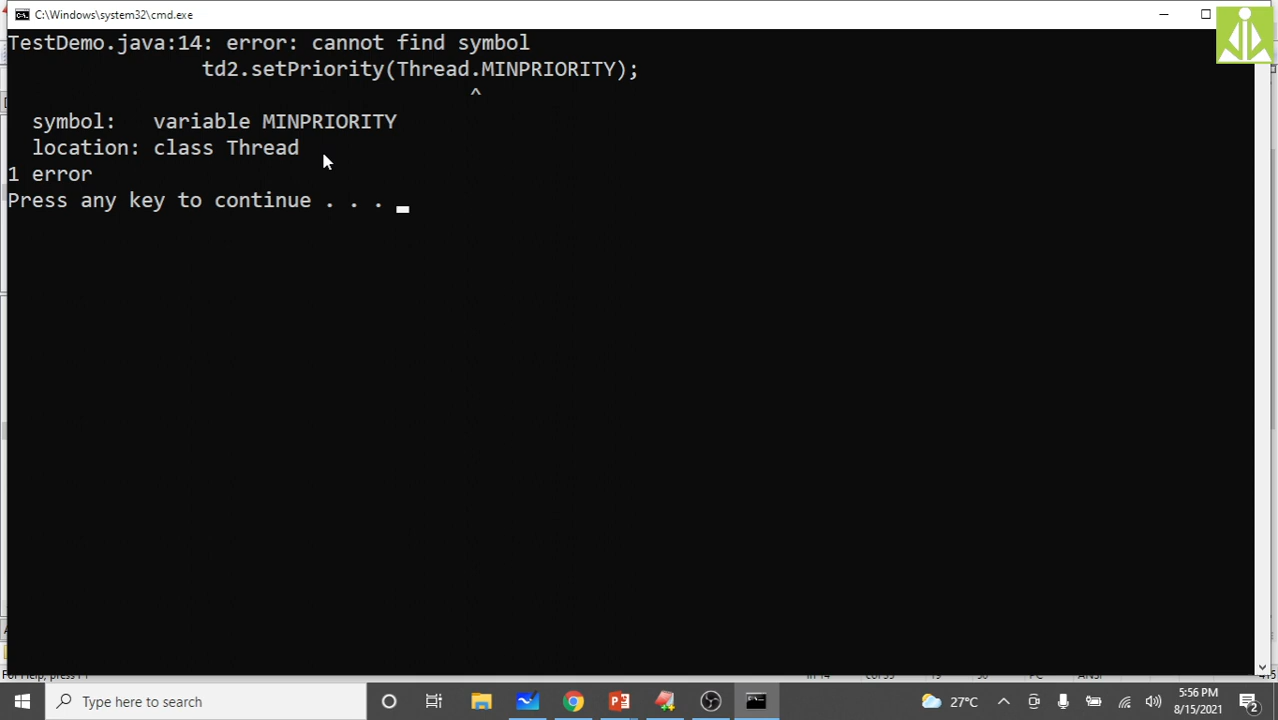 C:\Windows\system32\cmd.exe
TestDemo.java:14: error: cannot find symbol
td2.setPriority(Thread.MINPRIORITY);
^
symbol: variable MINPRIORITY
location: class Thread
1 error
Press any key to continue . . .
Type here to search
27°C
5:56 PM
8/15/2021
2